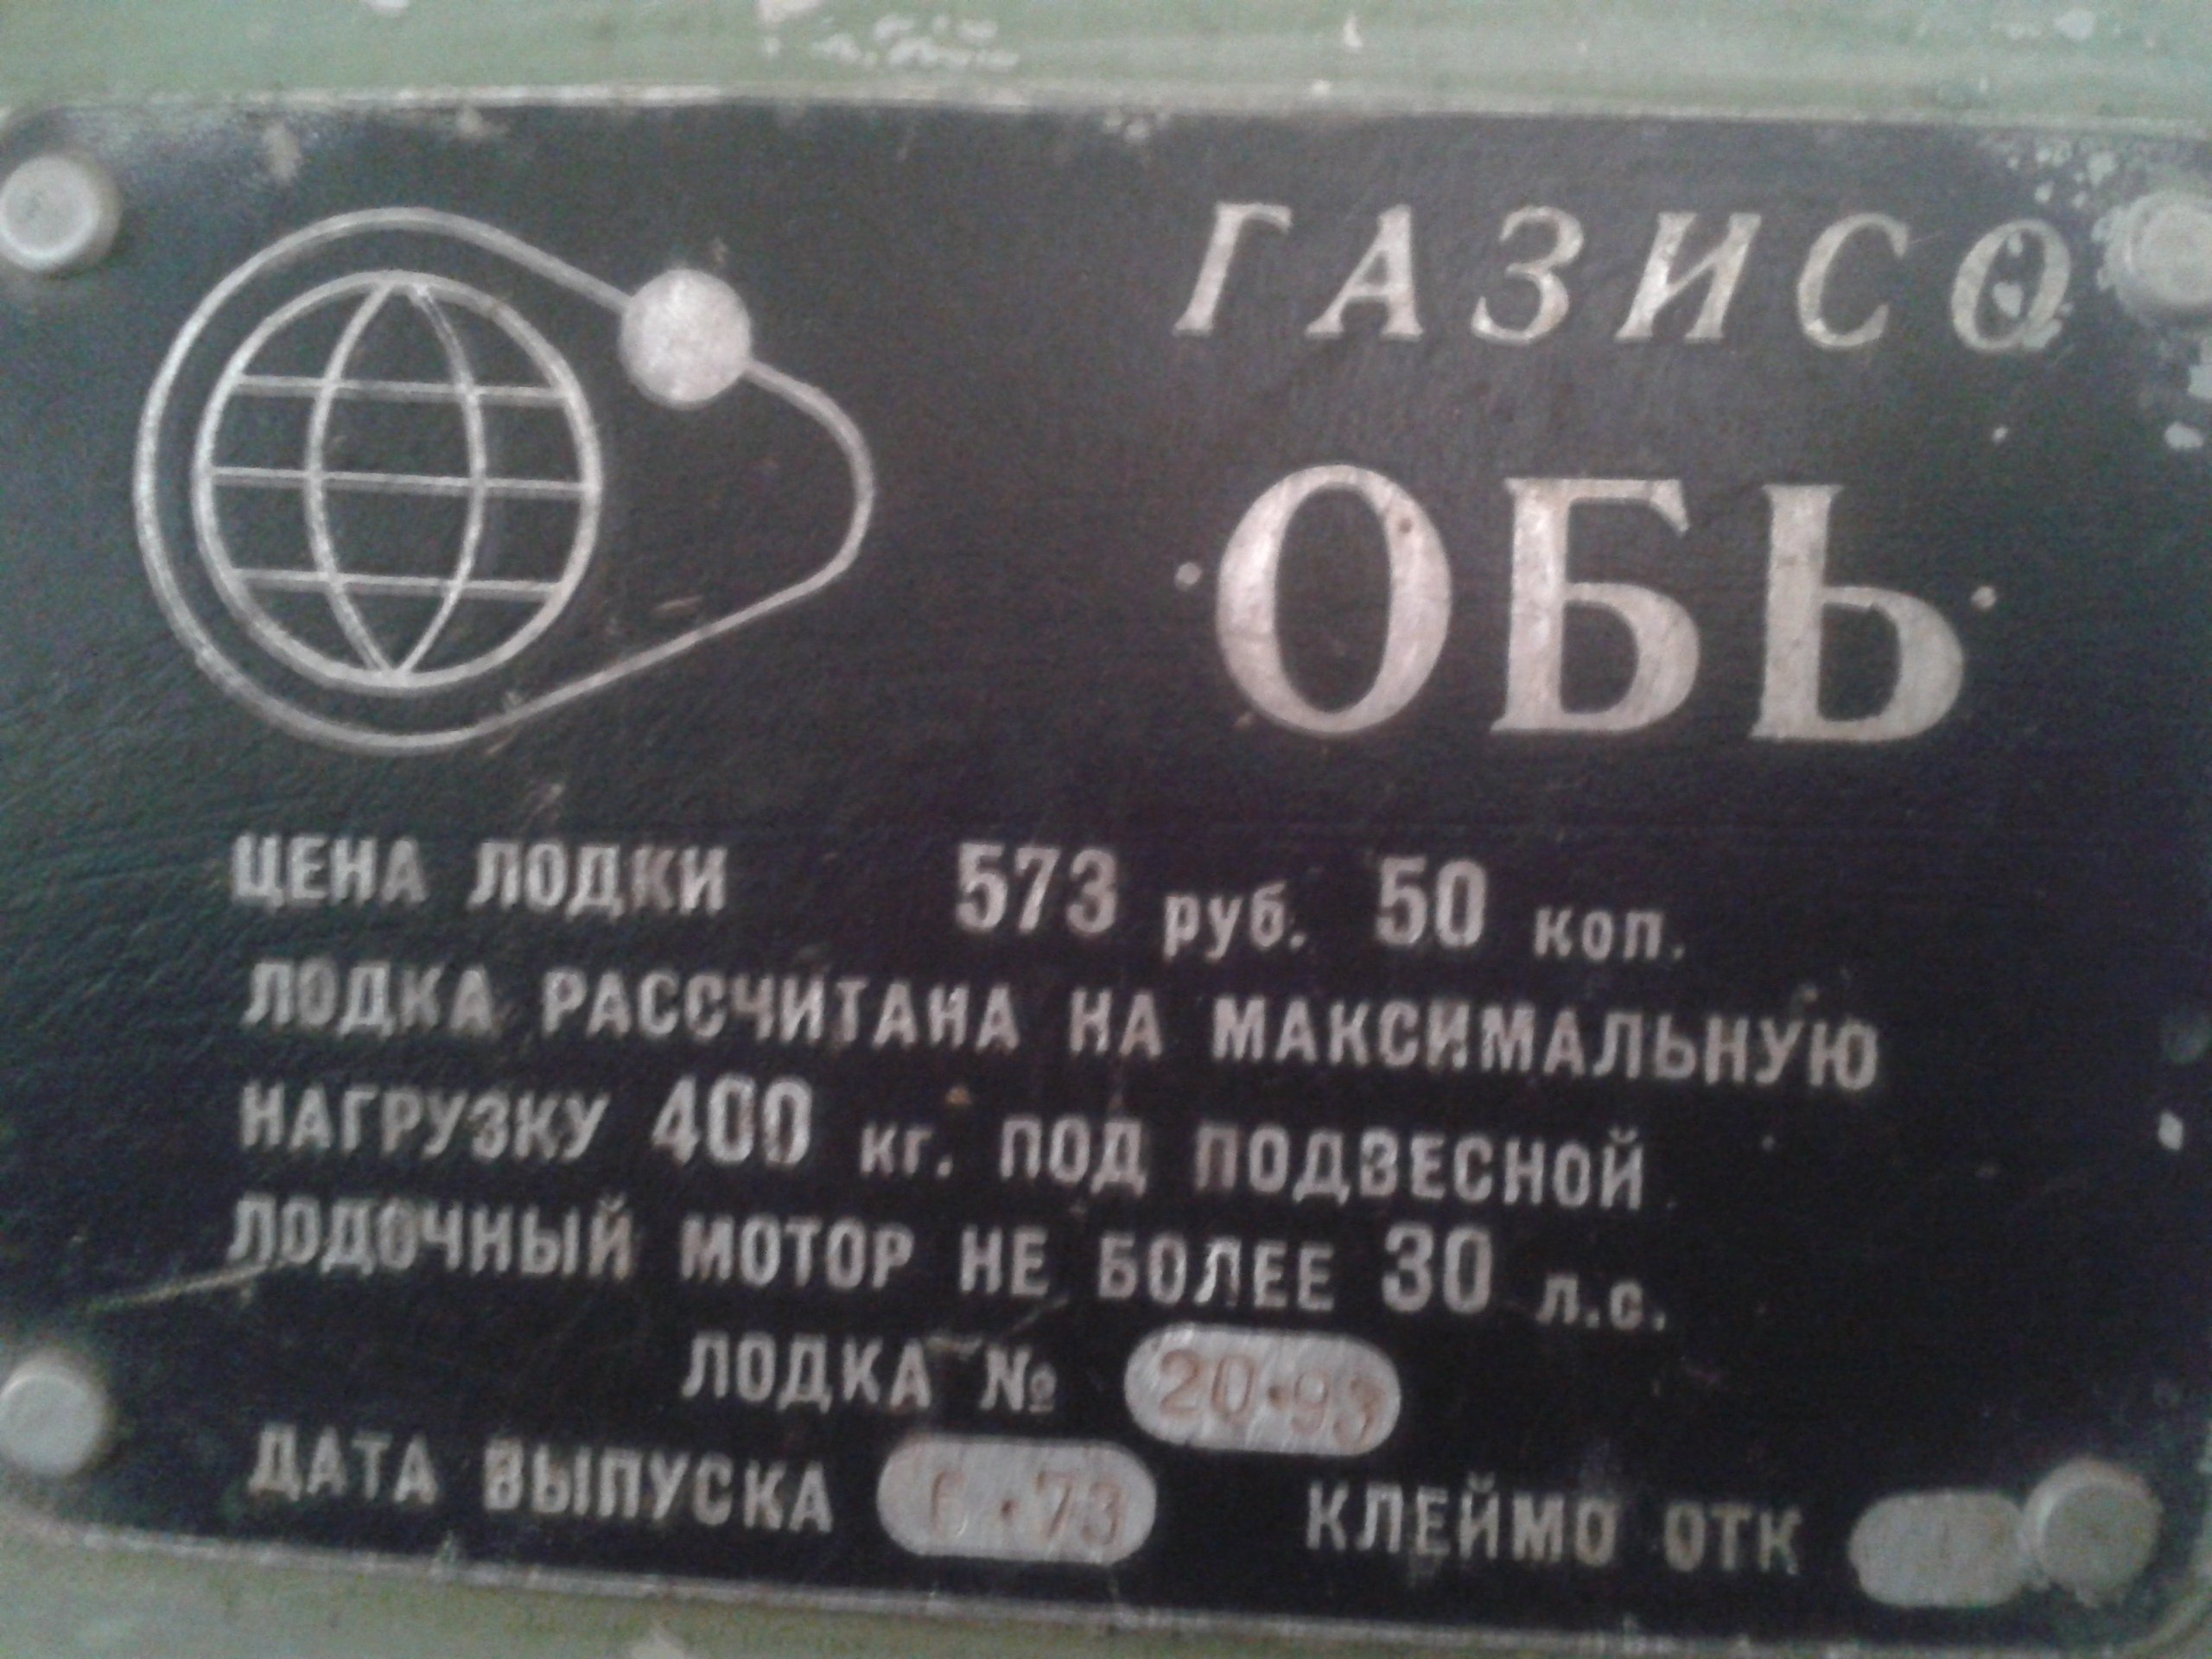 ГАЗИСО
ОБЬ
ЦЕНА ЛОДКИ 573 руб. 50 коп.
ЛОДКА РАССЧИТАНА НА МАКСИМАЛЬНУЮ
НАГРУЗКУ 400 кг. ПОД ПОДВЕСНОЙ
ЛОДОЧНЫЙ МОТОР НЕ БОЛЕЕ 30 л.с.
ЛОДКА № 20·93
ДАТА ВЫПУСКА 6·73 КЛЕЙМО ОТК